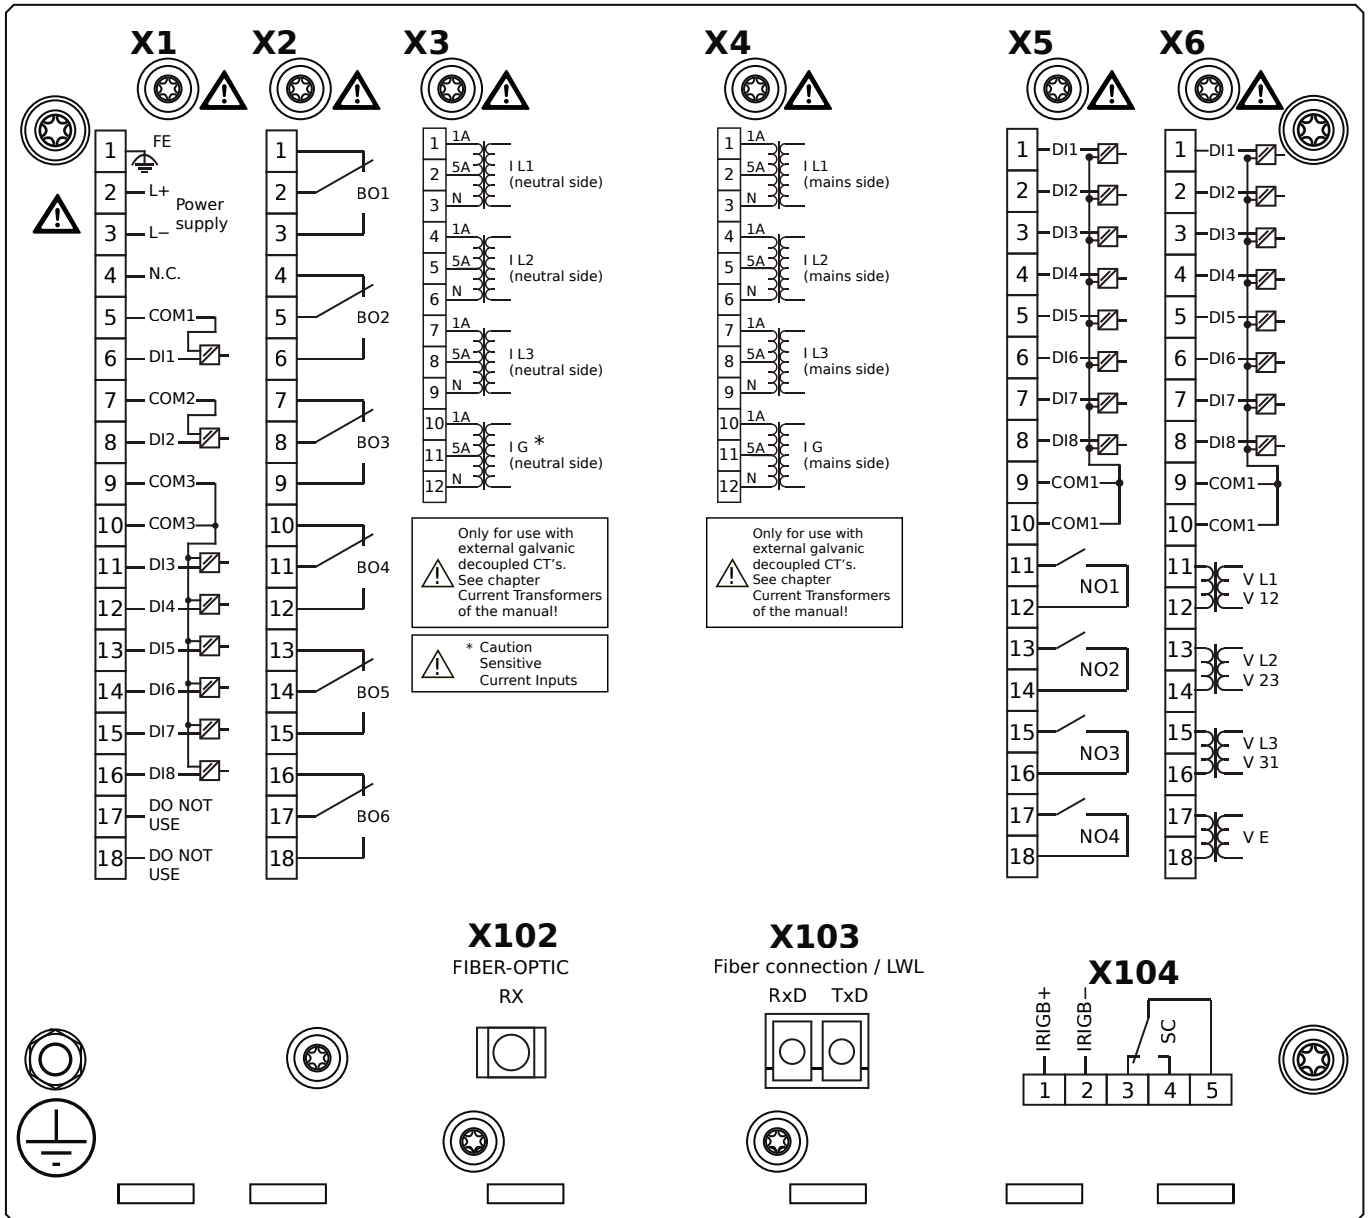 X1
X2
X3
X4
X5
X6
1
FE
2
L+
Power
supply
3
L−
4
N.C.
5
COM1
6
DI1
7
COM2
8
DI2
9
COM3
10
COM3
11
DI3
12
DI4
13
DI5
14
DI6
15
DI7
16
DI8
17
DO NOT
USE
18
DO NOT
USE
1
2
BO1
3
4
5
BO2
6
7
8
BO3
9
10
11
BO4
12
13
14
BO5
15
16
17
BO6
18
1
1A
2
5A
3
N
I L1
(neutral side)
4
1A
5
5A
6
N
I L2
(neutral side)
7
1A
8
5A
9
N
I L3
(neutral side)
10
1A
11
5A
12
N
I G *
(neutral side)
Only for use with
external galvanic
decoupled CT's.
See chapter
Current Transformers
of the manual!
* Caution
Sensitive
Current Inputs
1
1A
2
5A
3
N
I L1
(mains side)
4
1A
5
5A
6
N
I L2
(mains side)
7
1A
8
5A
9
N
I L3
(mains side)
10
1A
11
5A
12
N
I G
(mains side)
Only for use with
external galvanic
decoupled CT's.
See chapter
Current Transformers
of the manual!
1
DI1
2
DI2
3
DI3
4
DI4
5
DI5
6
DI6
7
DI7
8
DI8
9
COM1
10
COM1
11
NO1
12
13
NO2
14
15
NO3
16
17
NO4
18
1
DI1
2
DI2
3
DI3
4
DI4
5
DI5
6
DI6
7
DI7
8
DI8
9
COM1
10
COM1
11
V L1
V 12
12
13
V L2
V 23
14
15
V L3
V 31
16
17
V E
18
X102
FIBER-OPTIC
RX
X103
Fiber connection / LWL
RxD TxD
X104
IRIGB+
IRIGB−
SC
1 2 3 4 5